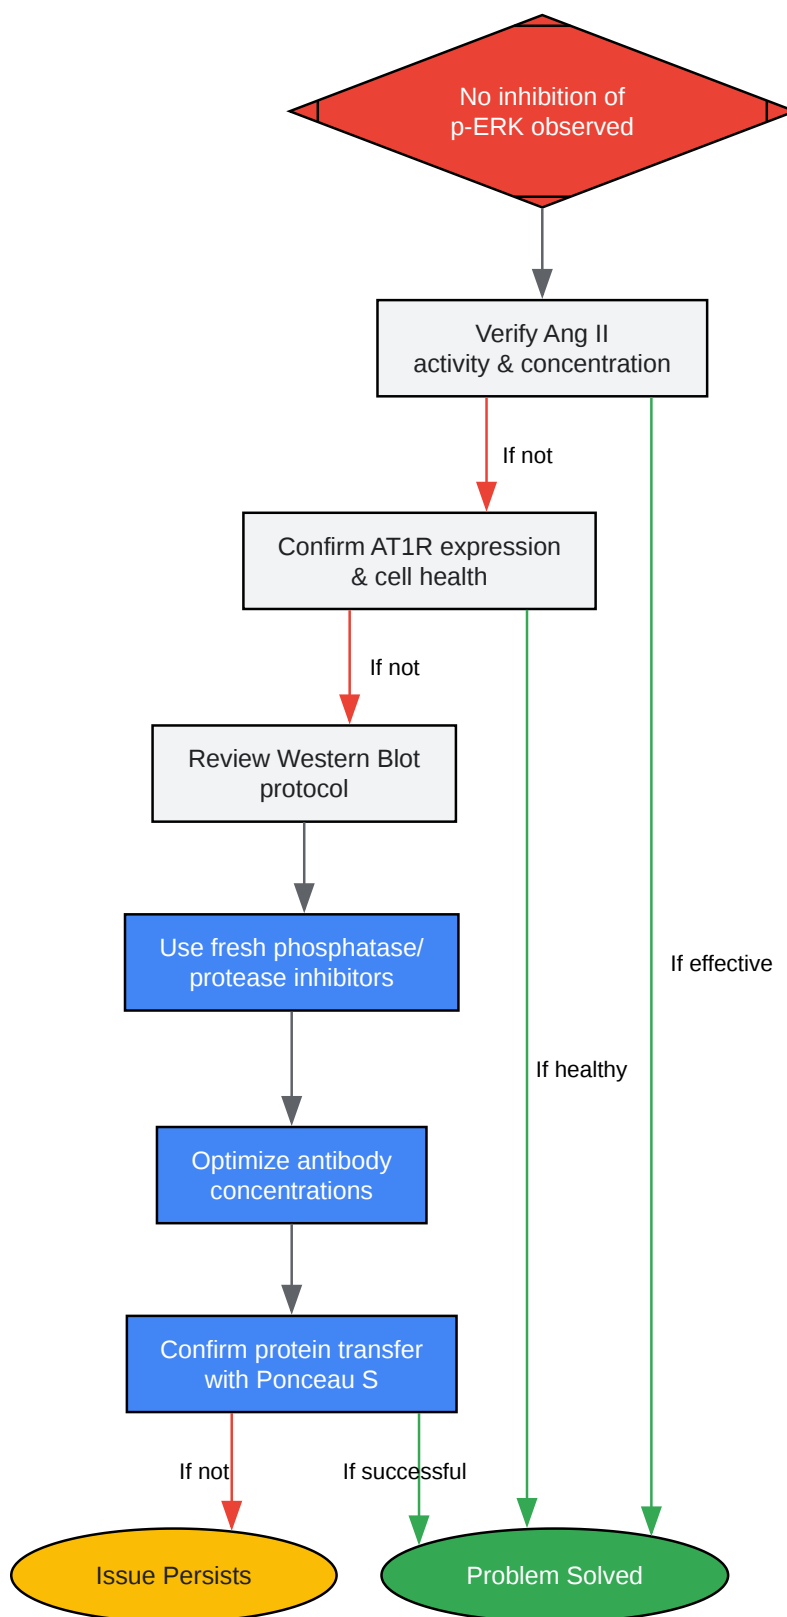 No inhibition of
p-ERK observed
Verify Ang II
activity & concentration
If not
Confirm AT1R expression
& cell health
If not
Review Western Blot
protocol
Use fresh phosphatase/
protease inhibitors
If effective
If healthy
Optimize antibody
concentrations
Confirm protein transfer
with Ponceau S
If not
If successful
Issue Persists
Problem Solved